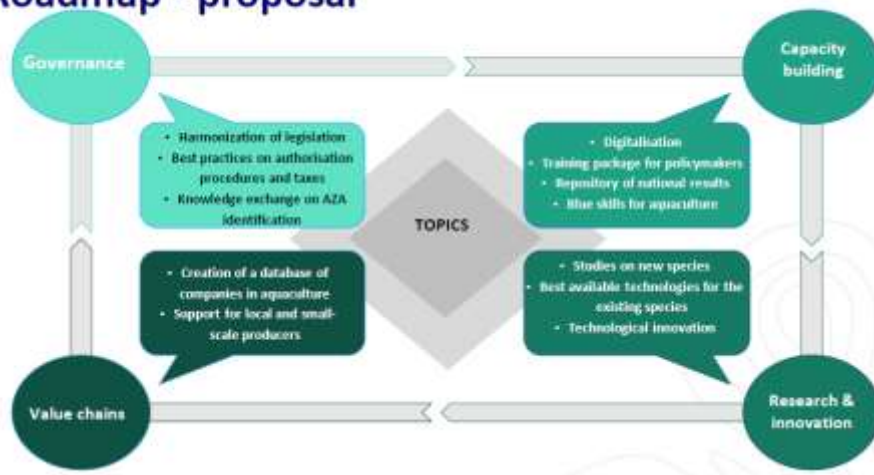 Roadmap - proposal
Governance
Capacity
building
• Harmonization of legislation
• Best practices on authorisation
procedures and taxes
• Knowledge exchange on AZA
identification
• Digitalisation
• Training package for policymakers
• Repository of national results
• Blue skills for aquaculture
TOPICS
• Creation of a database of
companies in aquaculture
• Support for local and small-
scale producers
• Studies on new species
• Best available technologies for the
existing species
• Technological innovation
Value chains
Research &
innovation